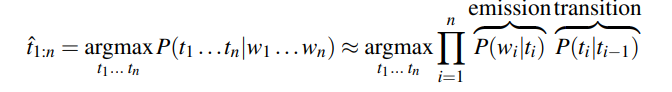 emission transition
t̂1:n = argmax t1... tn P(t1 ...tn|w1 ...wn) ≈ argmax t1... tn ∏ i=1 n P(wi|ti) P(ti|ti−1)